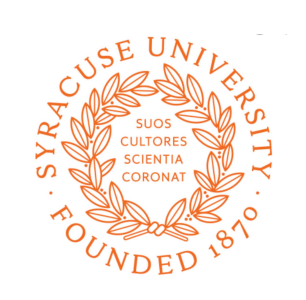 SYRACUSE UNIVERSITY
SUOS
CULTORES
SCIENTIA
CORONAT
· FOUNDED 1870 ·